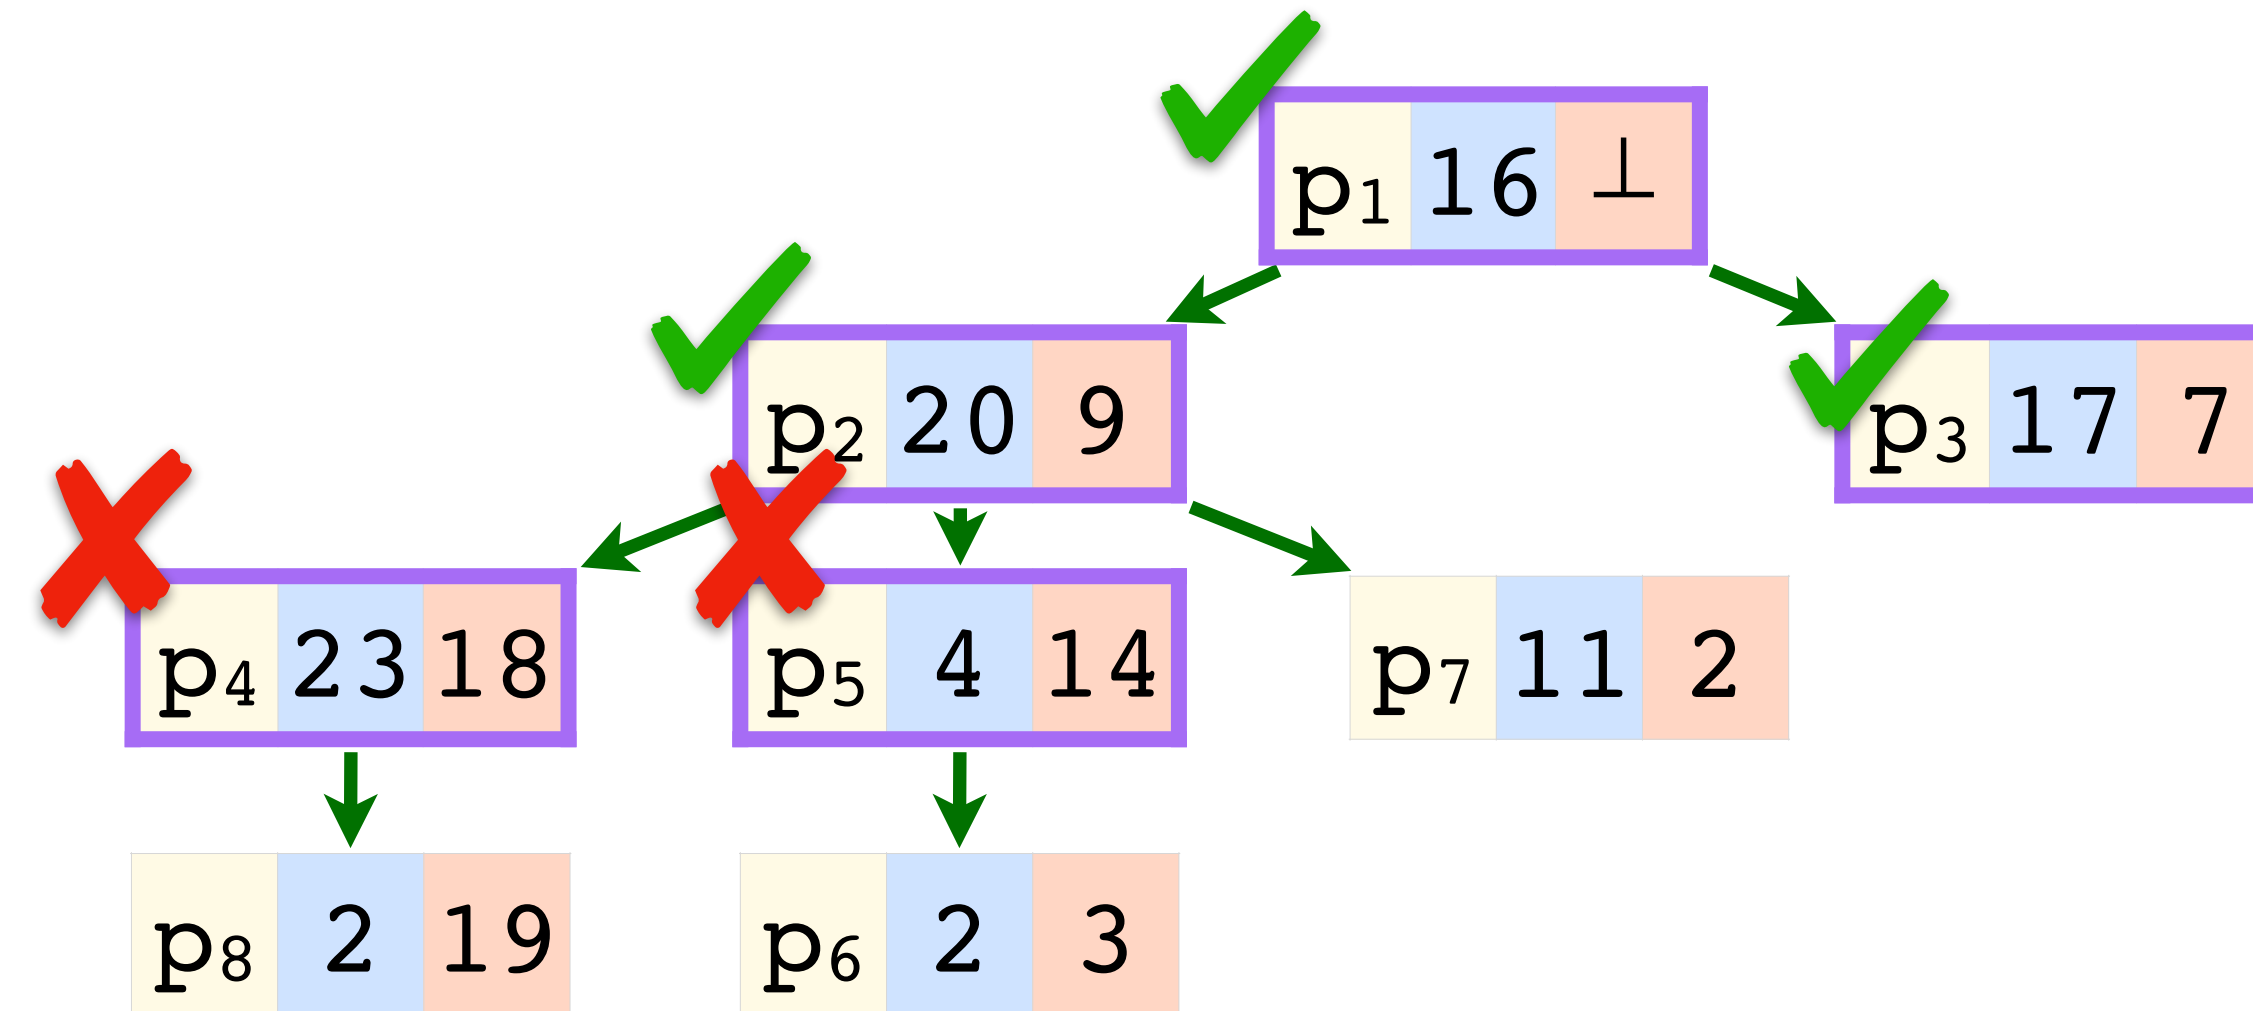 p₁ 16 ⊥
p₂ 20 9
p₃ 17 7
p₄ 23 18
p₅ 4 14
p₇ 11 2
p₈ 2 19
p₆ 2 3